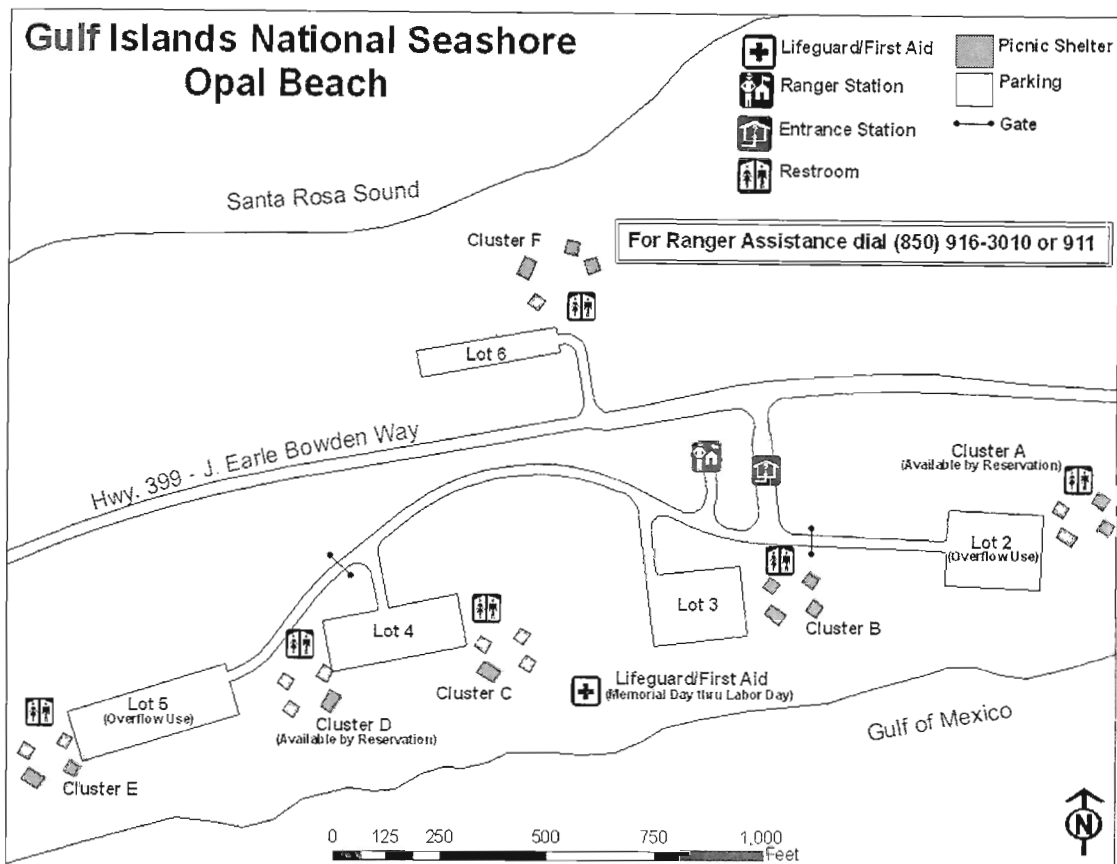 Gulf Islands National Seashore
Opal Beach
Lifeguard/First Aid
Ranger Station
Entrance Station
Restroom
Picnic Shelter
Parking
Gate
Santa Rosa Sound
Cluster F
For Ranger Assistance dial (850) 916-3010 or 911
Lot 6
Hwy. 399 - J. Earle Bowden Way
Cluster A
(Available by Reservation)
Lot 2
(Overflow Use)
Lot 3
Cluster B
Lot 4
Cluster C
Lifeguard/First Aid
(Memorial Day thru Labor Day)
Lot 5
(Overflow Use)
Cluster D
(Available by Reservation)
Cluster E
Gulf of Mexico
0 125 250 500 750 1,000
Feet
N